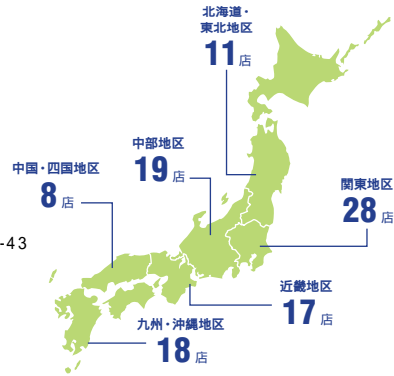 北海道・
東北地区
11店
中部地区
19店
中国・四国地区
8店
関東地区
28店
-43
近畿地区
17店
九州・沖縄地区
18店